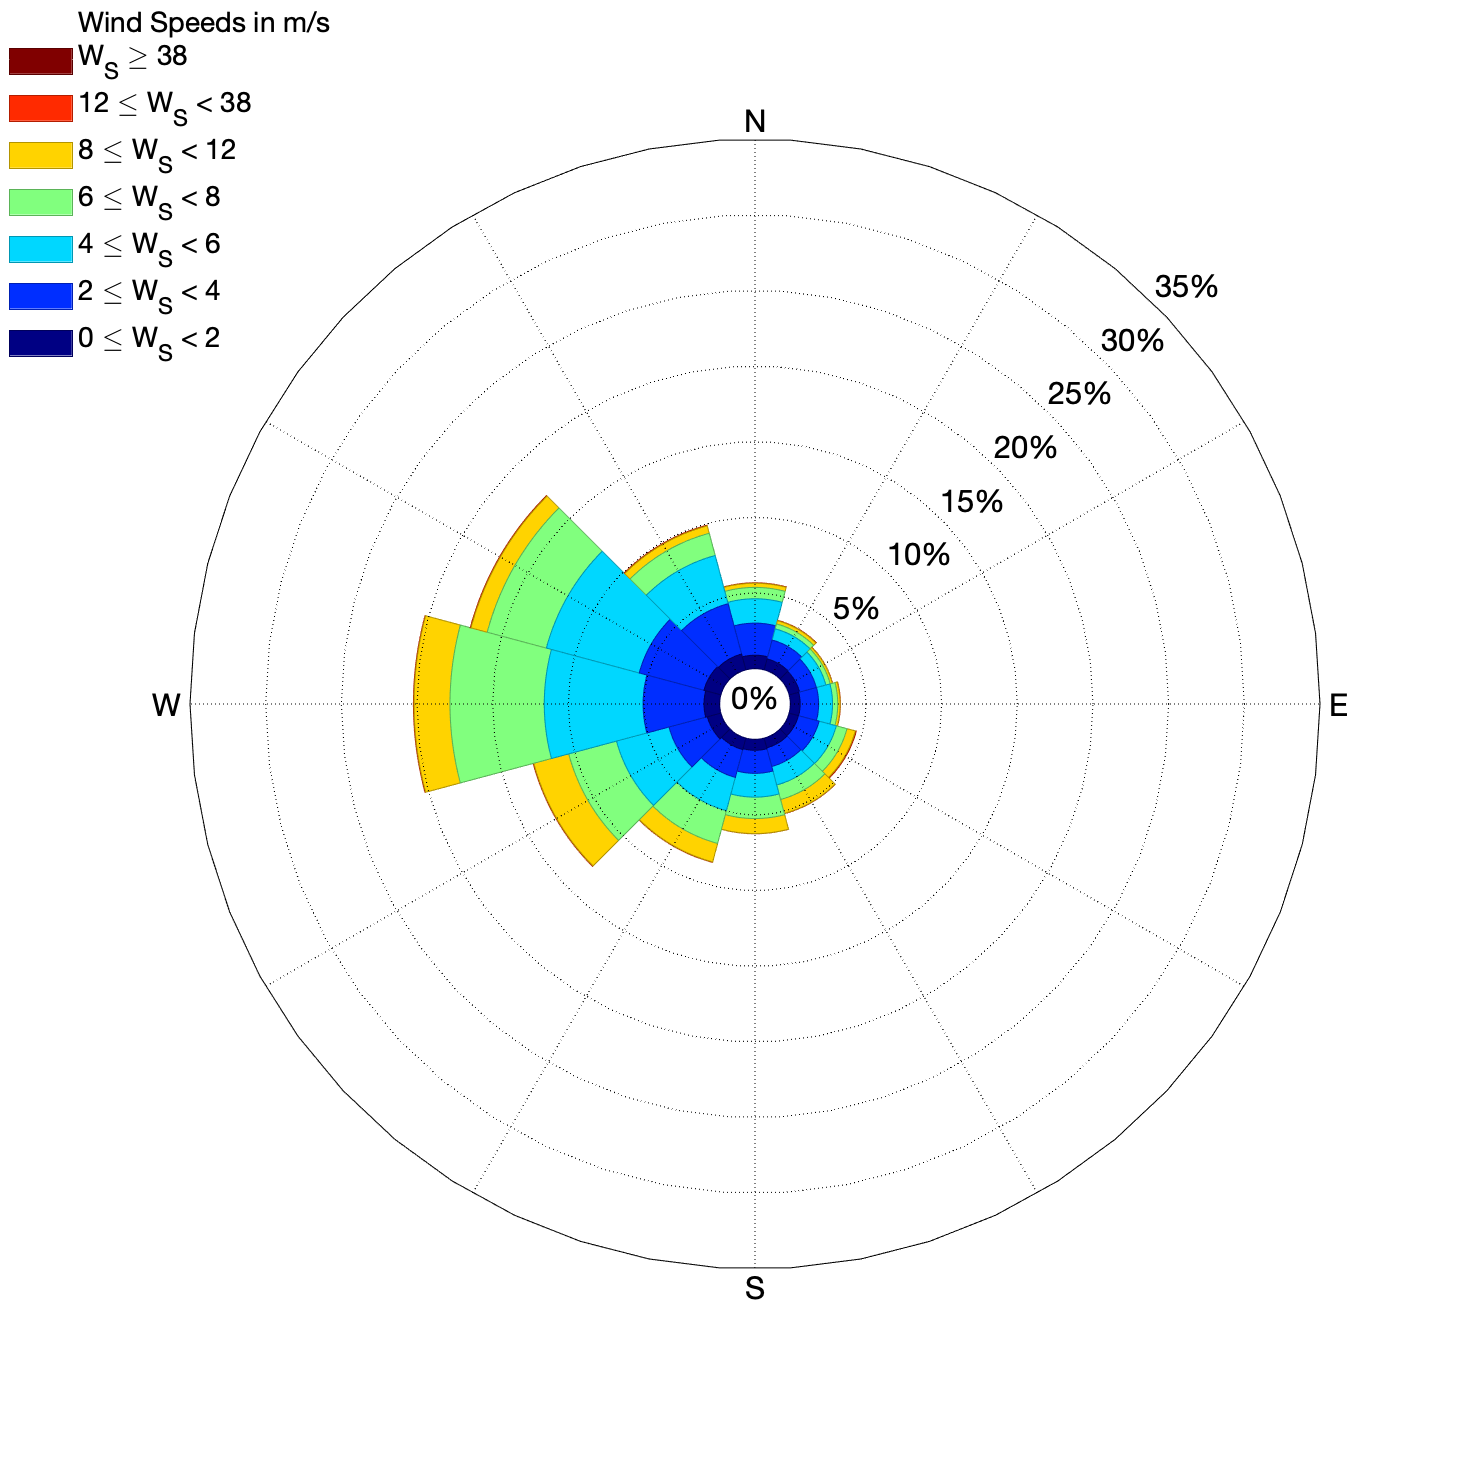 Wind Speeds in m/s
W_S ≥ 38
12 ≤ W_S < 38
8 ≤ W_S < 12
6 ≤ W_S < 8
4 ≤ W_S < 6
2 ≤ W_S < 4
0 ≤ W_S < 2
N
35%
30%
25%
20%
15%
10%
5%
0%
W
E
S